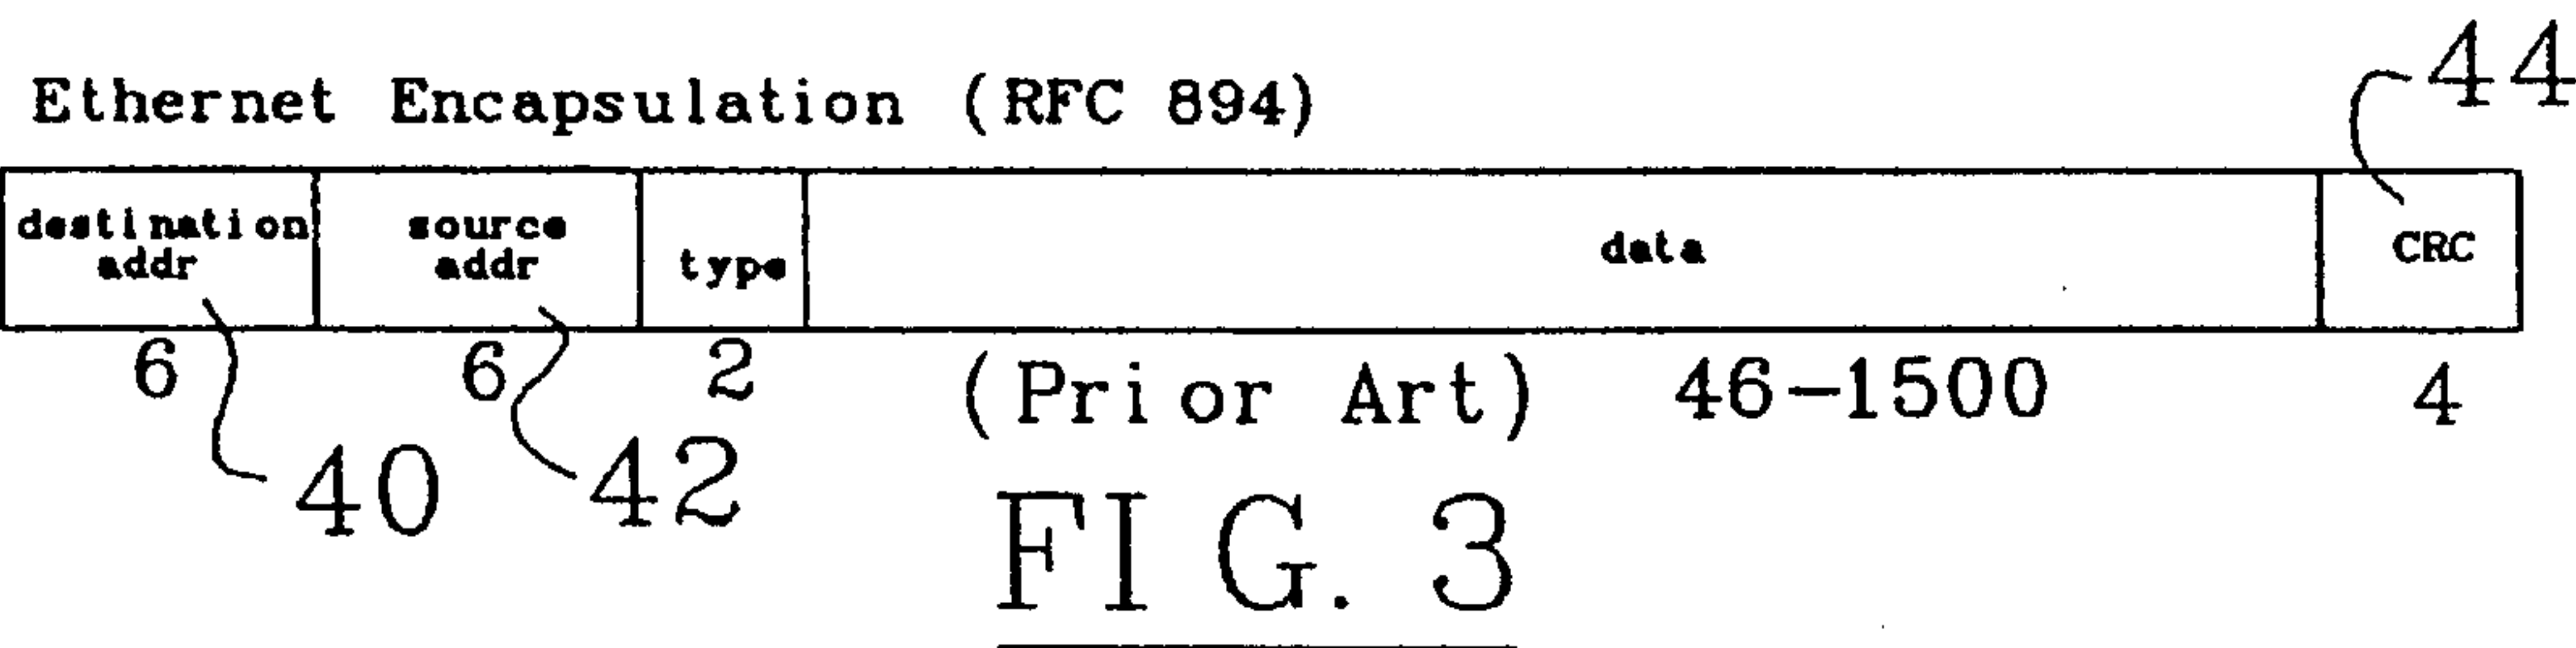 44
Ethernet Encapsulation (RFC 894)
destination addr
source addr
type
data
CRC
6
6
2
(Prior Art)
46-1500
4
40
42
FIG. 3